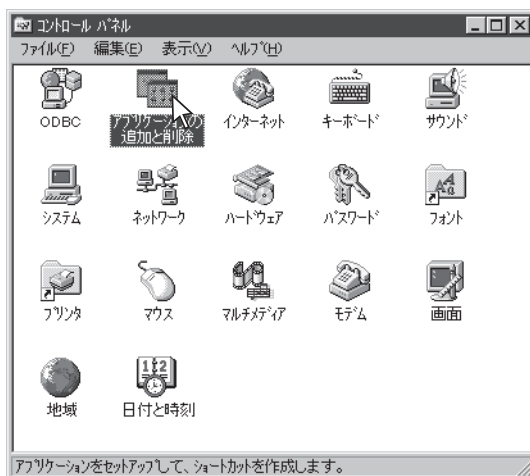 コントロール パネル
ファイル(F) 編集(E) 表示(V) ヘルプ(H)
ODBC
アプリケーションの
追加と削除
インターネット
キーボード
サウンド
システム
ネットワーク
ハードウェア
パスワード
フォント
プリンタ
マウス
マルチメディア
モデム
画面
地域
日付と時刻
アプリケーションをセットアップして、ショートカットを作成します。